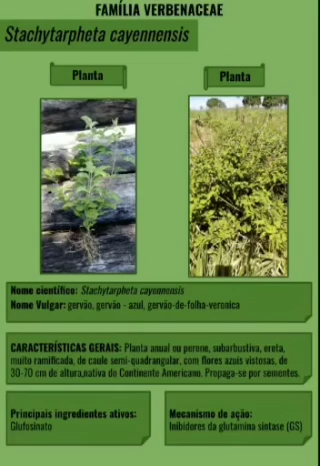 FAMÍLIA VERBENACEAE
Stachytarpheta cayennensis
Planta
Planta
Nome científico: Stachytarpheta cayennensis
Nome Vulgar: gervão, gervão - azul, gervão-de-folha-veronica
CARACTERÍSTICAS GERAIS: Planta anual ou perene, subarbustiva, ereta,
muito ramificada, de caule semi-quadrangular, com flores azuis vistosas, de
30-70 cm de altura,nativa do Continente Americano. Propaga-se por sementes.
Principais ingredientes ativos:
Glufosinato
Mecanismo de ação:
Inibidores da glutamina sintase (GS)